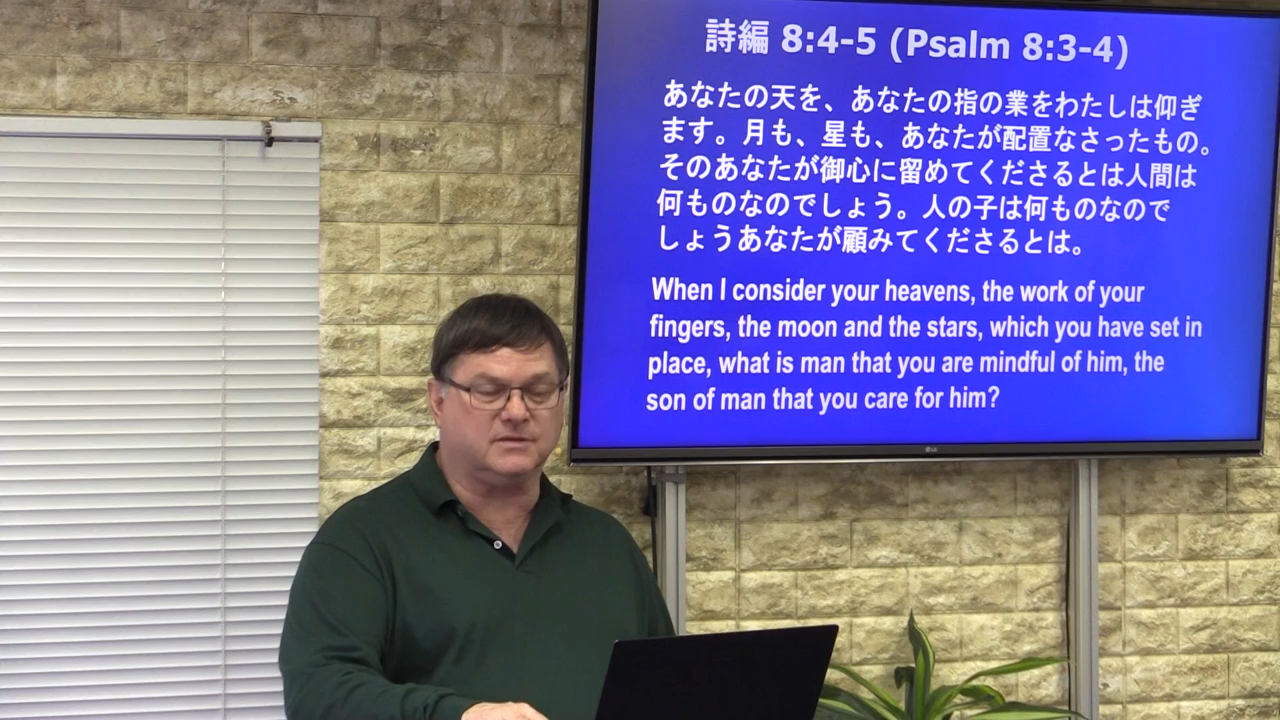 詩編 8:4-5 (Psalm 8:3-4)
あなたの天を、あなたの指の業をわたしは仰ぎ
ます。月も、星も、あなたが配置なさったもの。
そのあなたが御心に留めてくださるとは人間は
何ものなのでしょう。人の子は何ものなので
しょうあなたが顧みてくださるとは。
When I consider your heavens, the work of your
fingers, the moon and the stars, which you have set in
place, what is man that you are mindful of him, the
son of man that you care for him?
LG